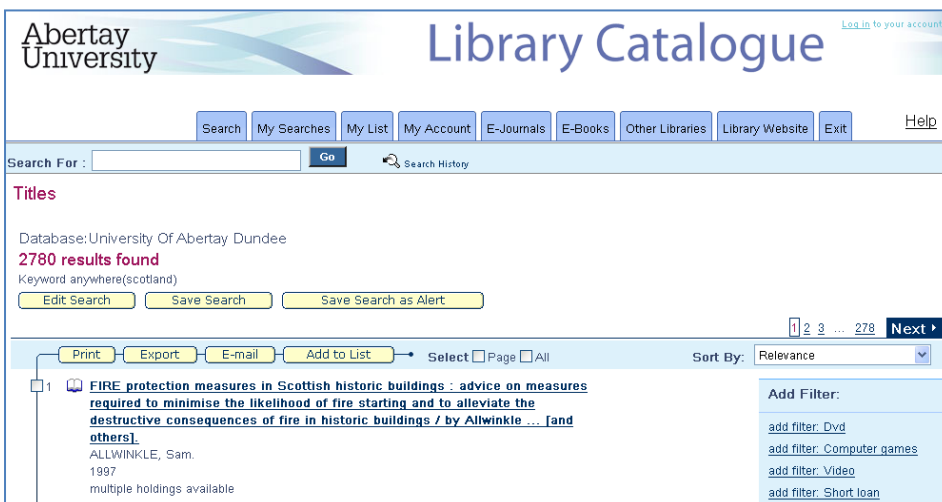 Abertay
University
Library Catalogue
Log in to your account
Search My Searches My List My Account E-Journals E-Books Other Libraries Library Website Exit Help
Search For : Go Search History
Titles
Database:University Of Abertay Dundee
2780 results found
Keyword anywhere(scotland)
Edit Search Save Search Save Search as Alert
1 2 3 ... 278 Next
Print Export E-mail Add to List Select Page All Sort By: Relevance
1 FIRE protection measures in Scottish historic buildings : advice on measures
required to minimise the likelihood of fire starting and to alleviate the
destructive consequences of fire in historic buildings / by Allwinkle ... [and
others].
ALLWINKLE, Sam.
1997
multiple holdings available
Add Filter:
add filter: Dvd
add filter: Computer games
add filter: Video
add filter: Short loan